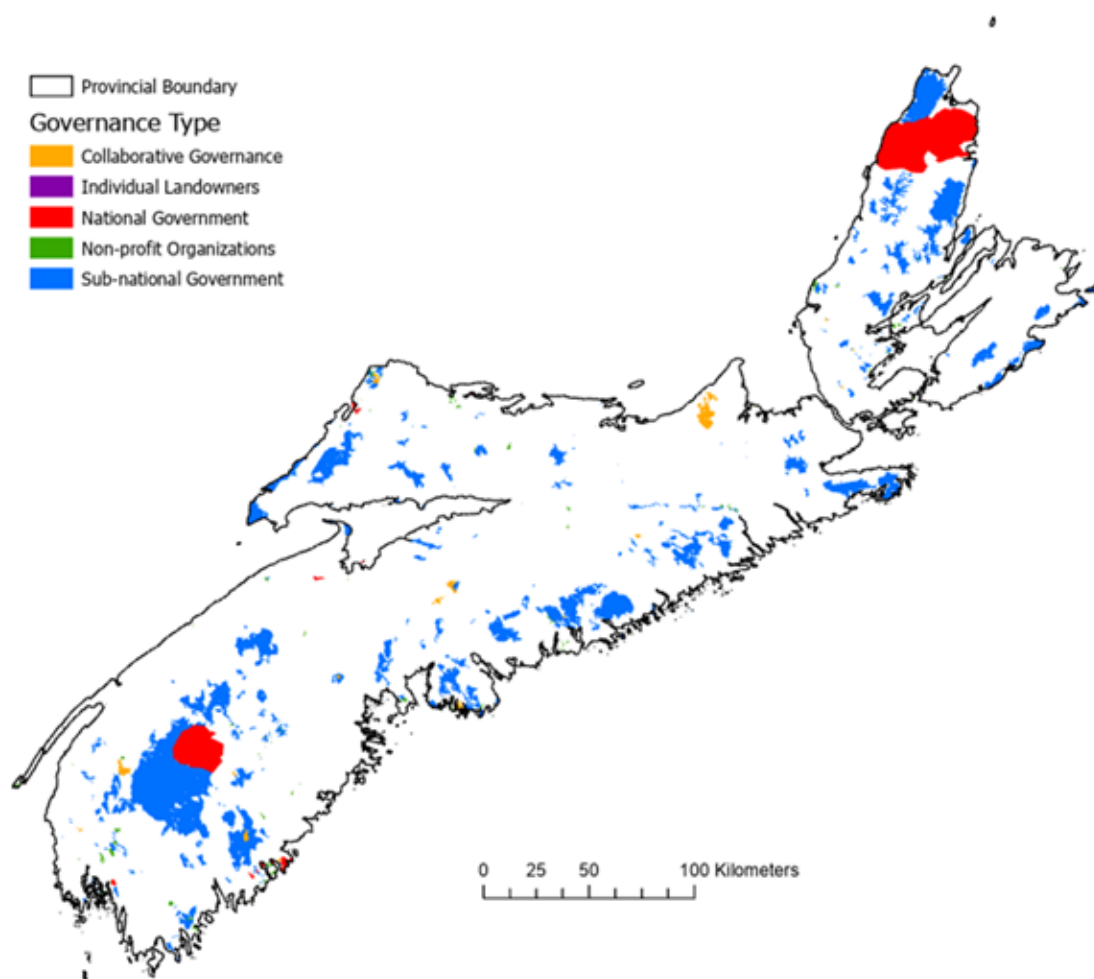 Provincial Boundary
Governance Type
Collaborative Governance
Individual Landowners
National Government
Non-profit Organizations
Sub-national Government
0 25 50 100 Kilometers